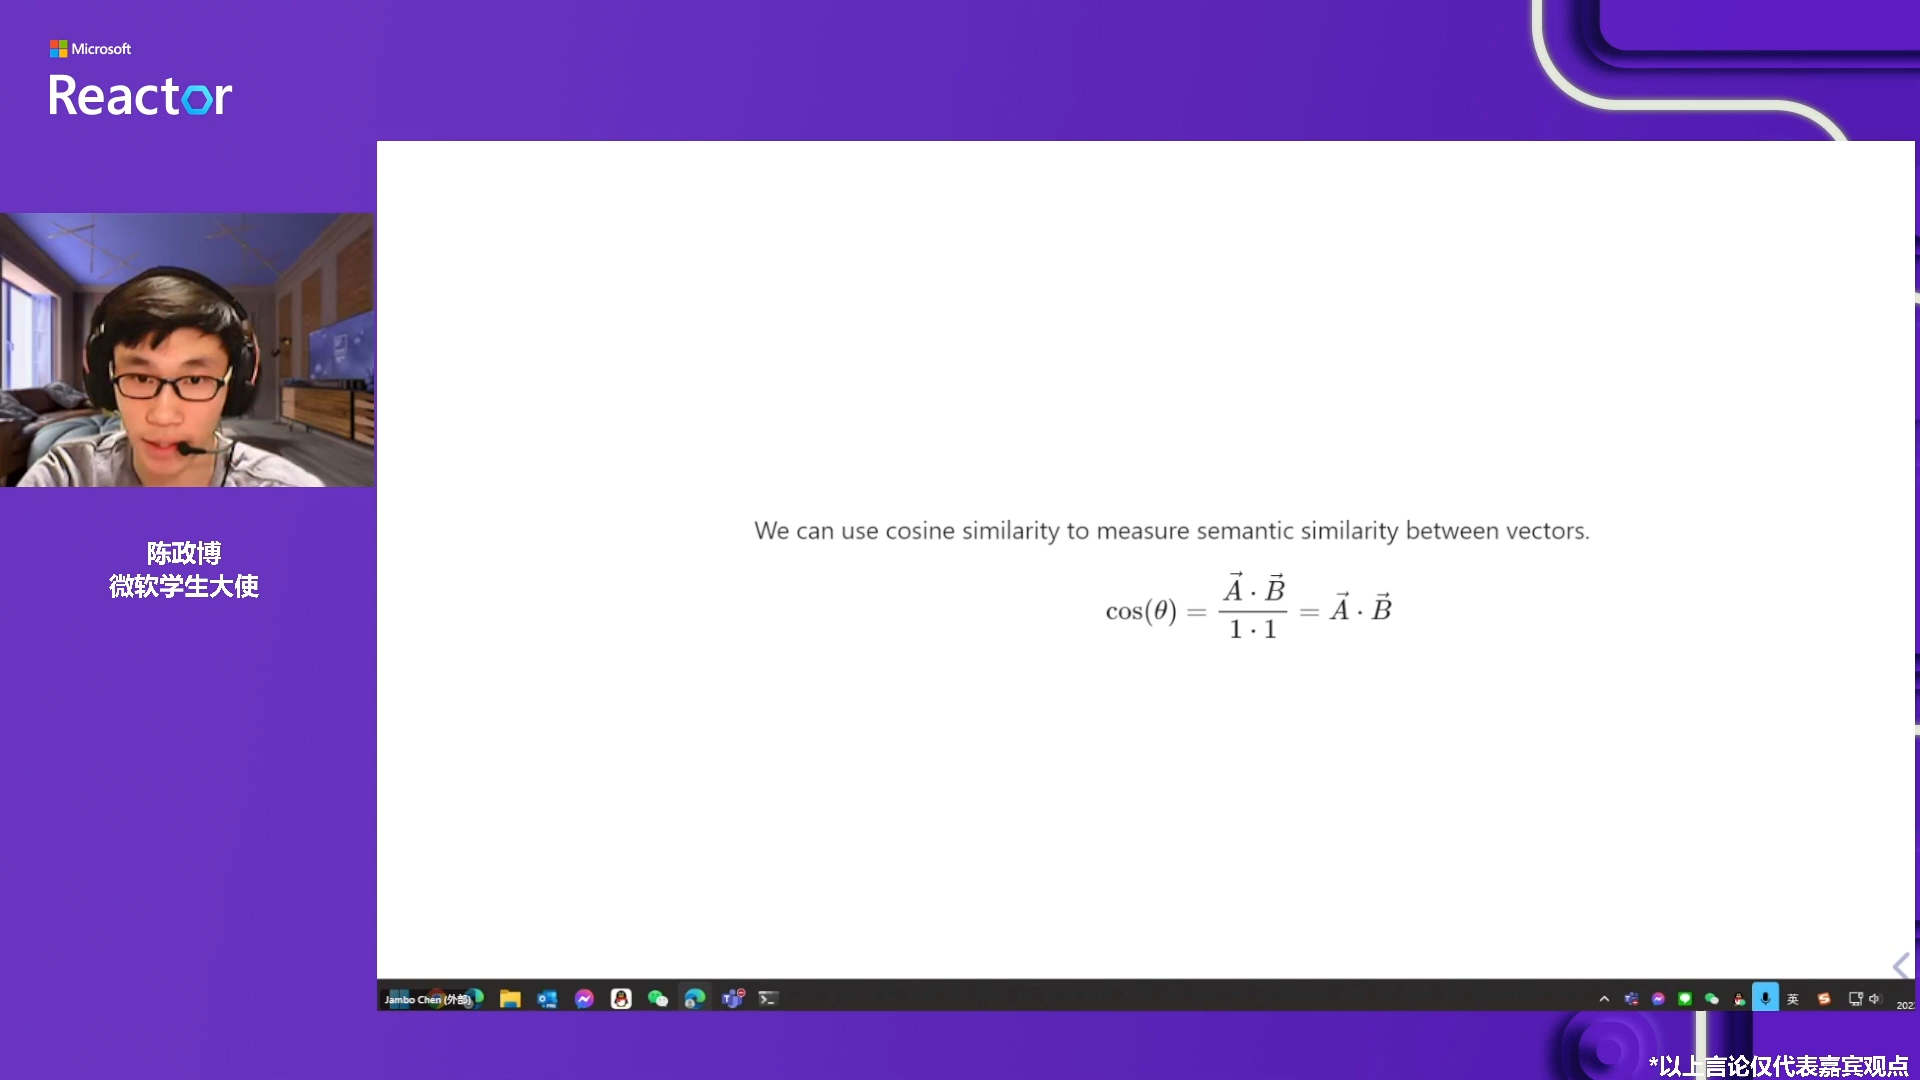 Microsoft
Reactor
陈政博
微软学生大使
We can use cosine similarity to measure semantic similarity between vectors.
cos(θ) = A⃗ · B⃗ / 1 · 1 = A⃗ · B⃗
Jambo Chen (外部)
英
202
*以上言论仅代表嘉宾观点